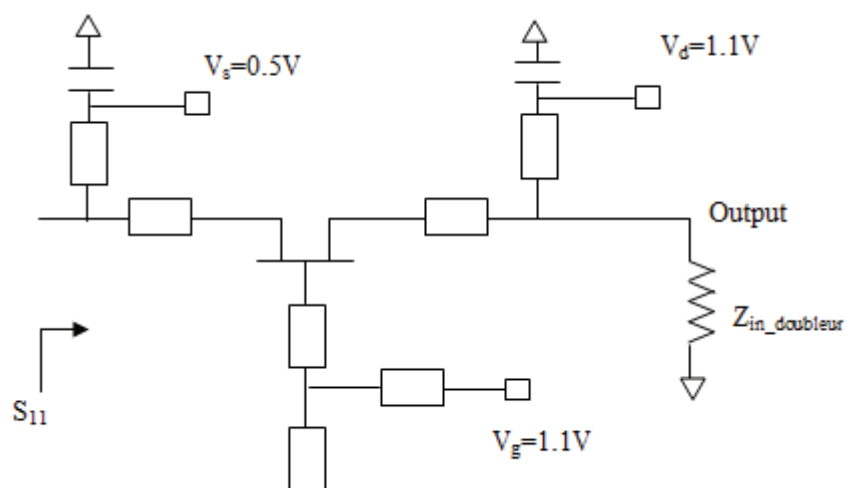 Vs=0.5V
Vd=1.1V
Output
Zin_doubleur
S11
Vg=1.1V